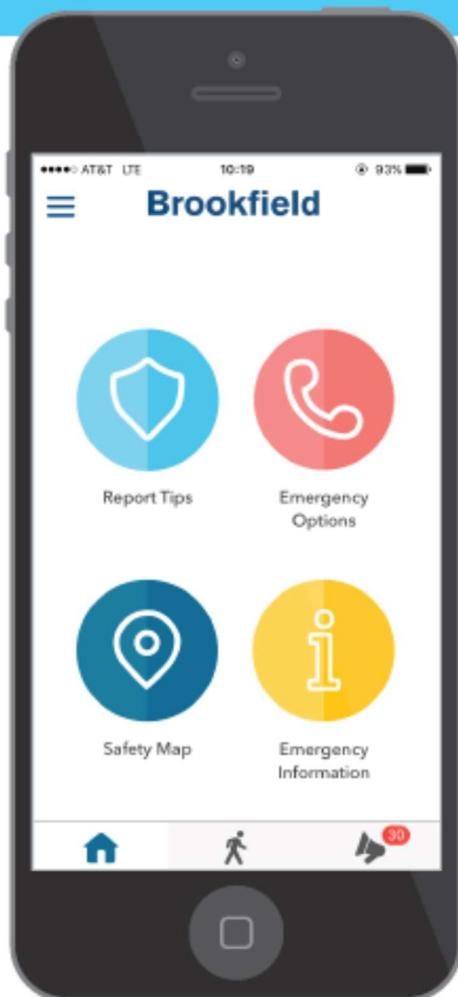 AT&T LTE 10:19 93%
Brookfield
Report Tips
Emergency
Options
Safety Map
Emergency
Information
30